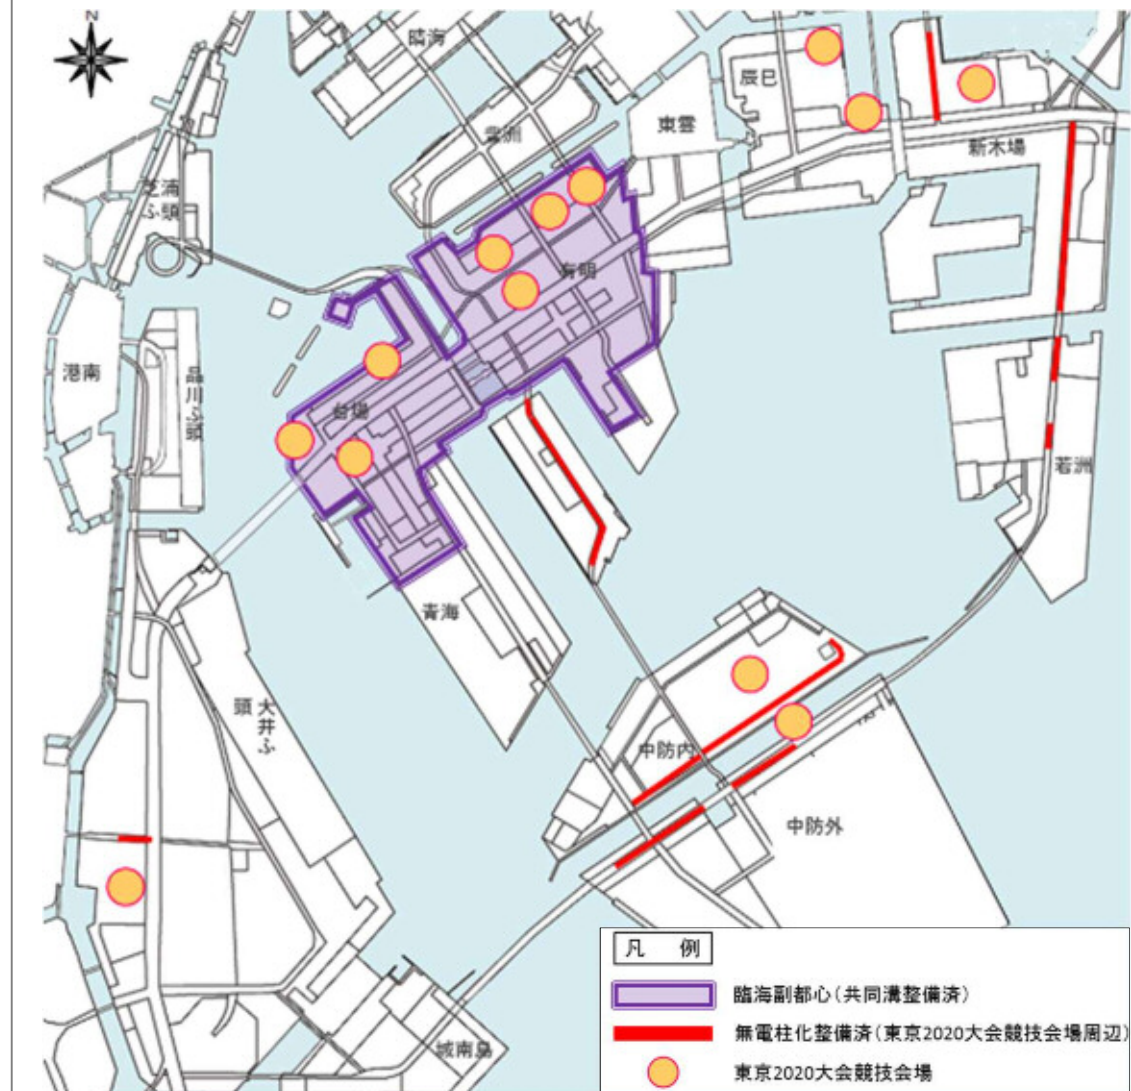 N
晴海
辰巳
豊洲
東雲
新木場
芝浦
ふ頭
有明
港南
品川ふ頭
台場
若洲
青海
大井ふ
頭
中防内
中防外
城南島
凡 例
臨海副都心(共同溝整備済)
無電柱化整備済(東京2020大会競技会場周辺)
東京2020大会競技会場